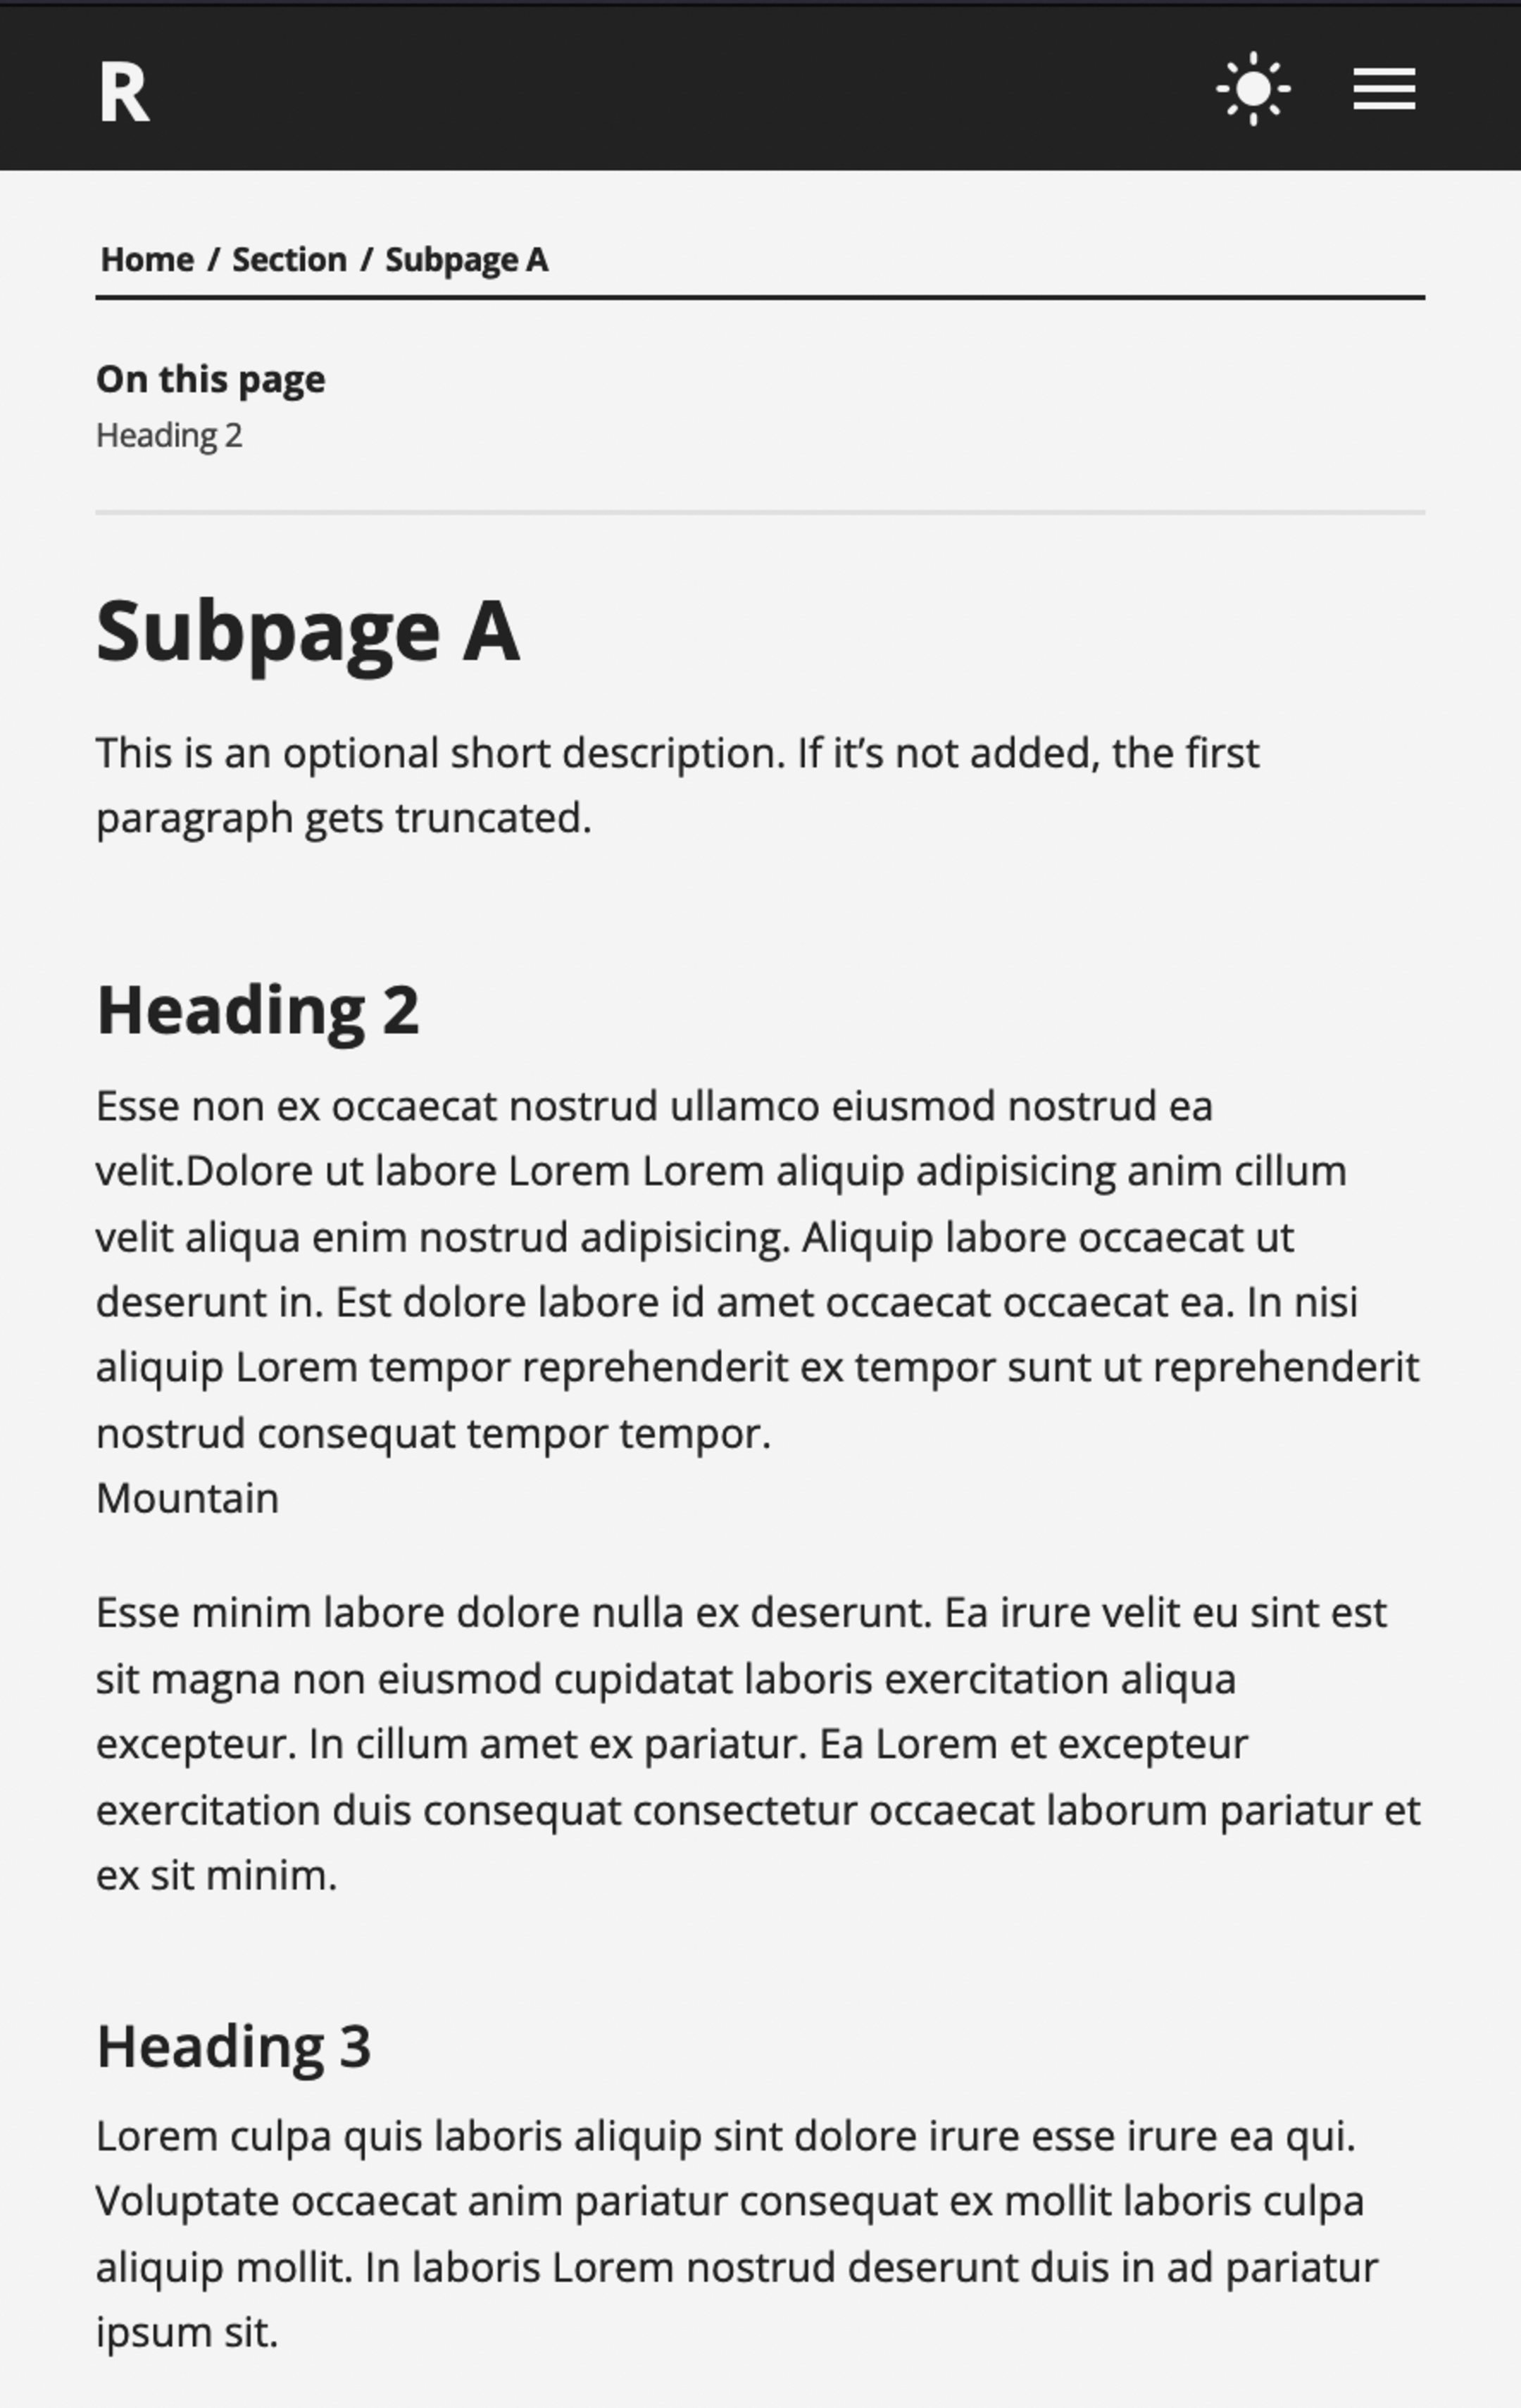 R
Home / Section / Subpage A
On this page
Heading 2
Subpage A
This is an optional short description. If it’s not added, the first
paragraph gets truncated.
Heading 2
Esse non ex occaecat nostrud ullamco eiusmod nostrud ea
velit.Dolore ut labore Lorem Lorem aliquip adipisicing anim cillum
velit aliqua enim nostrud adipisicing. Aliquip labore occaecat ut
deserunt in. Est dolore labore id amet occaecat occaecat ea. In nisi
aliquip Lorem tempor reprehenderit ex tempor sunt ut reprehenderit
nostrud consequat tempor tempor.
Mountain
Esse minim labore dolore nulla ex deserunt. Ea irure velit eu sint est
sit magna non eiusmod cupidatat laboris exercitation aliqua
excepteur. In cillum amet ex pariatur. Ea Lorem et excepteur
exercitation duis consequat consectetur occaecat laborum pariatur et
ex sit minim.
Heading 3
Lorem culpa quis laboris aliquip sint dolore irure esse irure ea qui.
Voluptate occaecat anim pariatur consequat ex mollit laboris culpa
aliquip mollit. In laboris Lorem nostrud deserunt duis in ad pariatur
ipsum sit.